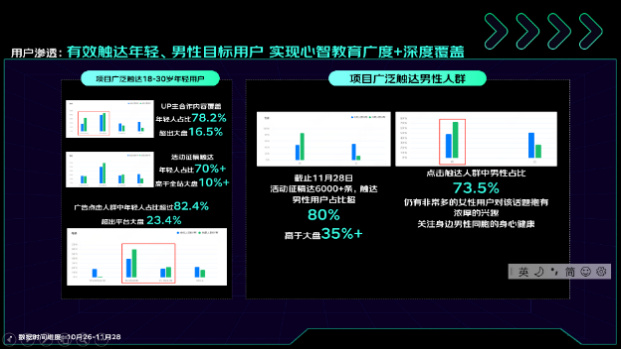 用户渗透：有效触达年轻、男性目标用户 实现心智教育广度+深度覆盖
项目广泛触达18-30岁年轻用户
UP主合作内容覆盖
年轻人占比78.2%
超出大盘16.5%
活动征稿触达
年轻人占比70%+
高于全站大盘10%+
广告点击人群中年轻人占比超过82.4%
超出平台大盘 23.4%
项目广泛触达男性人群
截止11月28日
活动征稿达6000+条，触达
男性用户占比超
80%
高于大盘35%+
点击触达人群中男性占比
73.5%
仍有非常多的女性用户对该话题拥有
浓厚的兴趣
关注身边男性同胞的身心健康
英 简
数据时间维度：10月26-11月28